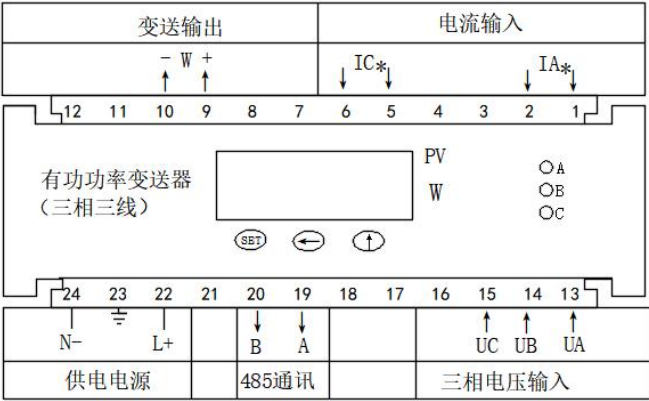 变送输出 电流输入
- W + IC* IA*
12 11 10 9 8 7 6 5 4 3 2 1
有功功率变送器
（三相三线）
PV
W
A
B
C
SET
24 23 22 21 20 19 18 17 16 15 14 13
N- L+ B A UC UB UA
供电电源 485通讯 三相电压输入